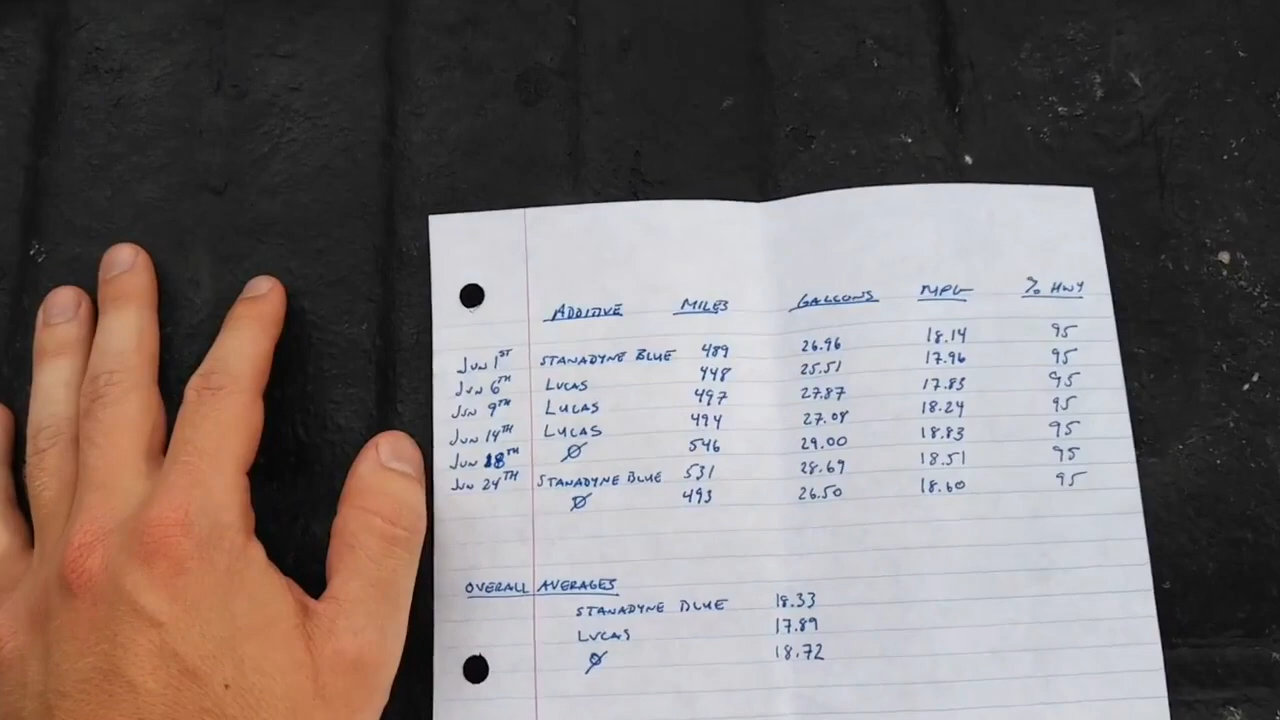 ADDITIVE MILES GALLONS MPG % HWY
JUN 1ST STANADYNE BLUE 489 26.96 18.14 95
JUN 6TH LUCAS 448 25.51 17.96 95
JUN 9TH LUCAS 497 27.87 17.83 95
JUN 14TH LUCAS 494 27.08 18.24 95
JUN 18TH Ø 546 29.00 18.83 95
JUN 24TH STANADYNE BLUE 531 28.69 18.51 95
Ø 493 26.50 18.60 95
OVERALL AVERAGES
STANADYNE BLUE 18.33
LUCAS 17.89
Ø 18.72